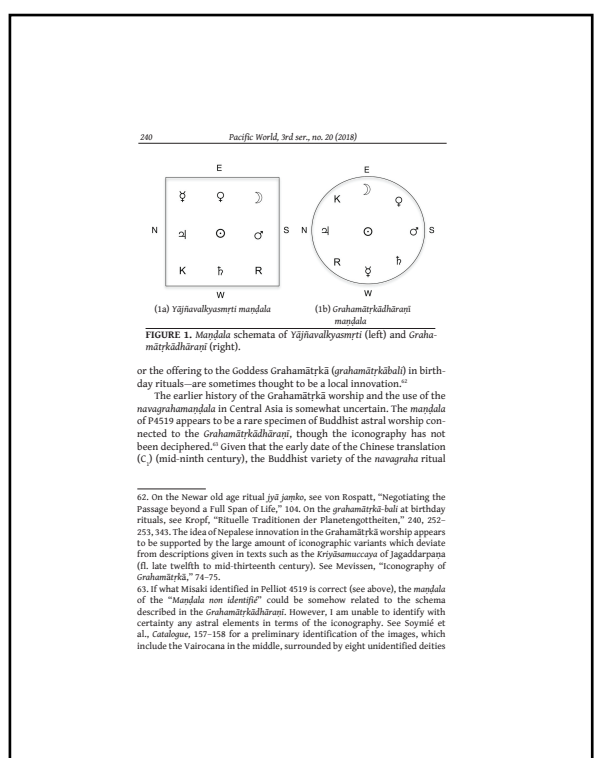 240 Pacific World, 3rd ser., no. 20 (2018)
E E
☿ ♀ ☽ K ☽ ♀
N ♃ ☉ ♂ S N ♃ ☉ ♂ S
K ♄ R R ☿ ♄
W W
(1a) Yājñavalkyasmṛti maṇḍala (1b) Grahamātṛkādhāraṇī
maṇḍala
FIGURE 1. Maṇḍala schemata of Yājñavalkyasmṛti (left) and Graha-
mātṛkādhāraṇī (right).
or the offering to the Goddess Grahamātṛkā (grahamātṛkābali) in birth-
day rituals—are sometimes thought to be a local innovation.⁶²
The earlier history of the Grahamātṛkā worship and the use of the
navagrahamaṇḍala in Central Asia is somewhat uncertain. The maṇḍala
of P4519 appears to be a rare specimen of Buddhist astral worship con-
nected to the Grahamātṛkādhāraṇī, though the iconography has not
been deciphered.⁶³ Given that the early date of the Chinese translation
(C₁) (mid-ninth century), the Buddhist variety of the navagraha ritual
62. On the Newar old age ritual jyā jaṃko, see von Rospatt, “Negotiating the
Passage beyond a Full Span of Life,” 104. On the grahamātṛkā-bali at birthday
rituals, see Kropf, “Rituelle Traditionen der Planetengottheiten,” 240, 252–
253, 343. The idea of Nepalese innovation in the Grahamātṛkā worship appears
to be supported by the large amount of iconographic variants which deviate
from descriptions given in texts such as the Kriyāsamuccaya of Jagaddarpaṇa
(fl. late twelfth to mid-thirteenth century). See Mevissen, “Iconography of
Grahamātṛkā,” 74–75.
63. If what Misaki identified in Pelliot 4519 is correct (see above), the maṇḍala
of the “Maṇḍala non identifié” could be somehow related to the schema
described in the Grahamātṛkādhāraṇī. However, I am unable to identify with
certainty any astral elements in terms of the iconography. See Soymié et
al., Catalogue, 157–158 for a preliminary identification of the images, which
include the Vairocana in the middle, surrounded by eight unidentified deities